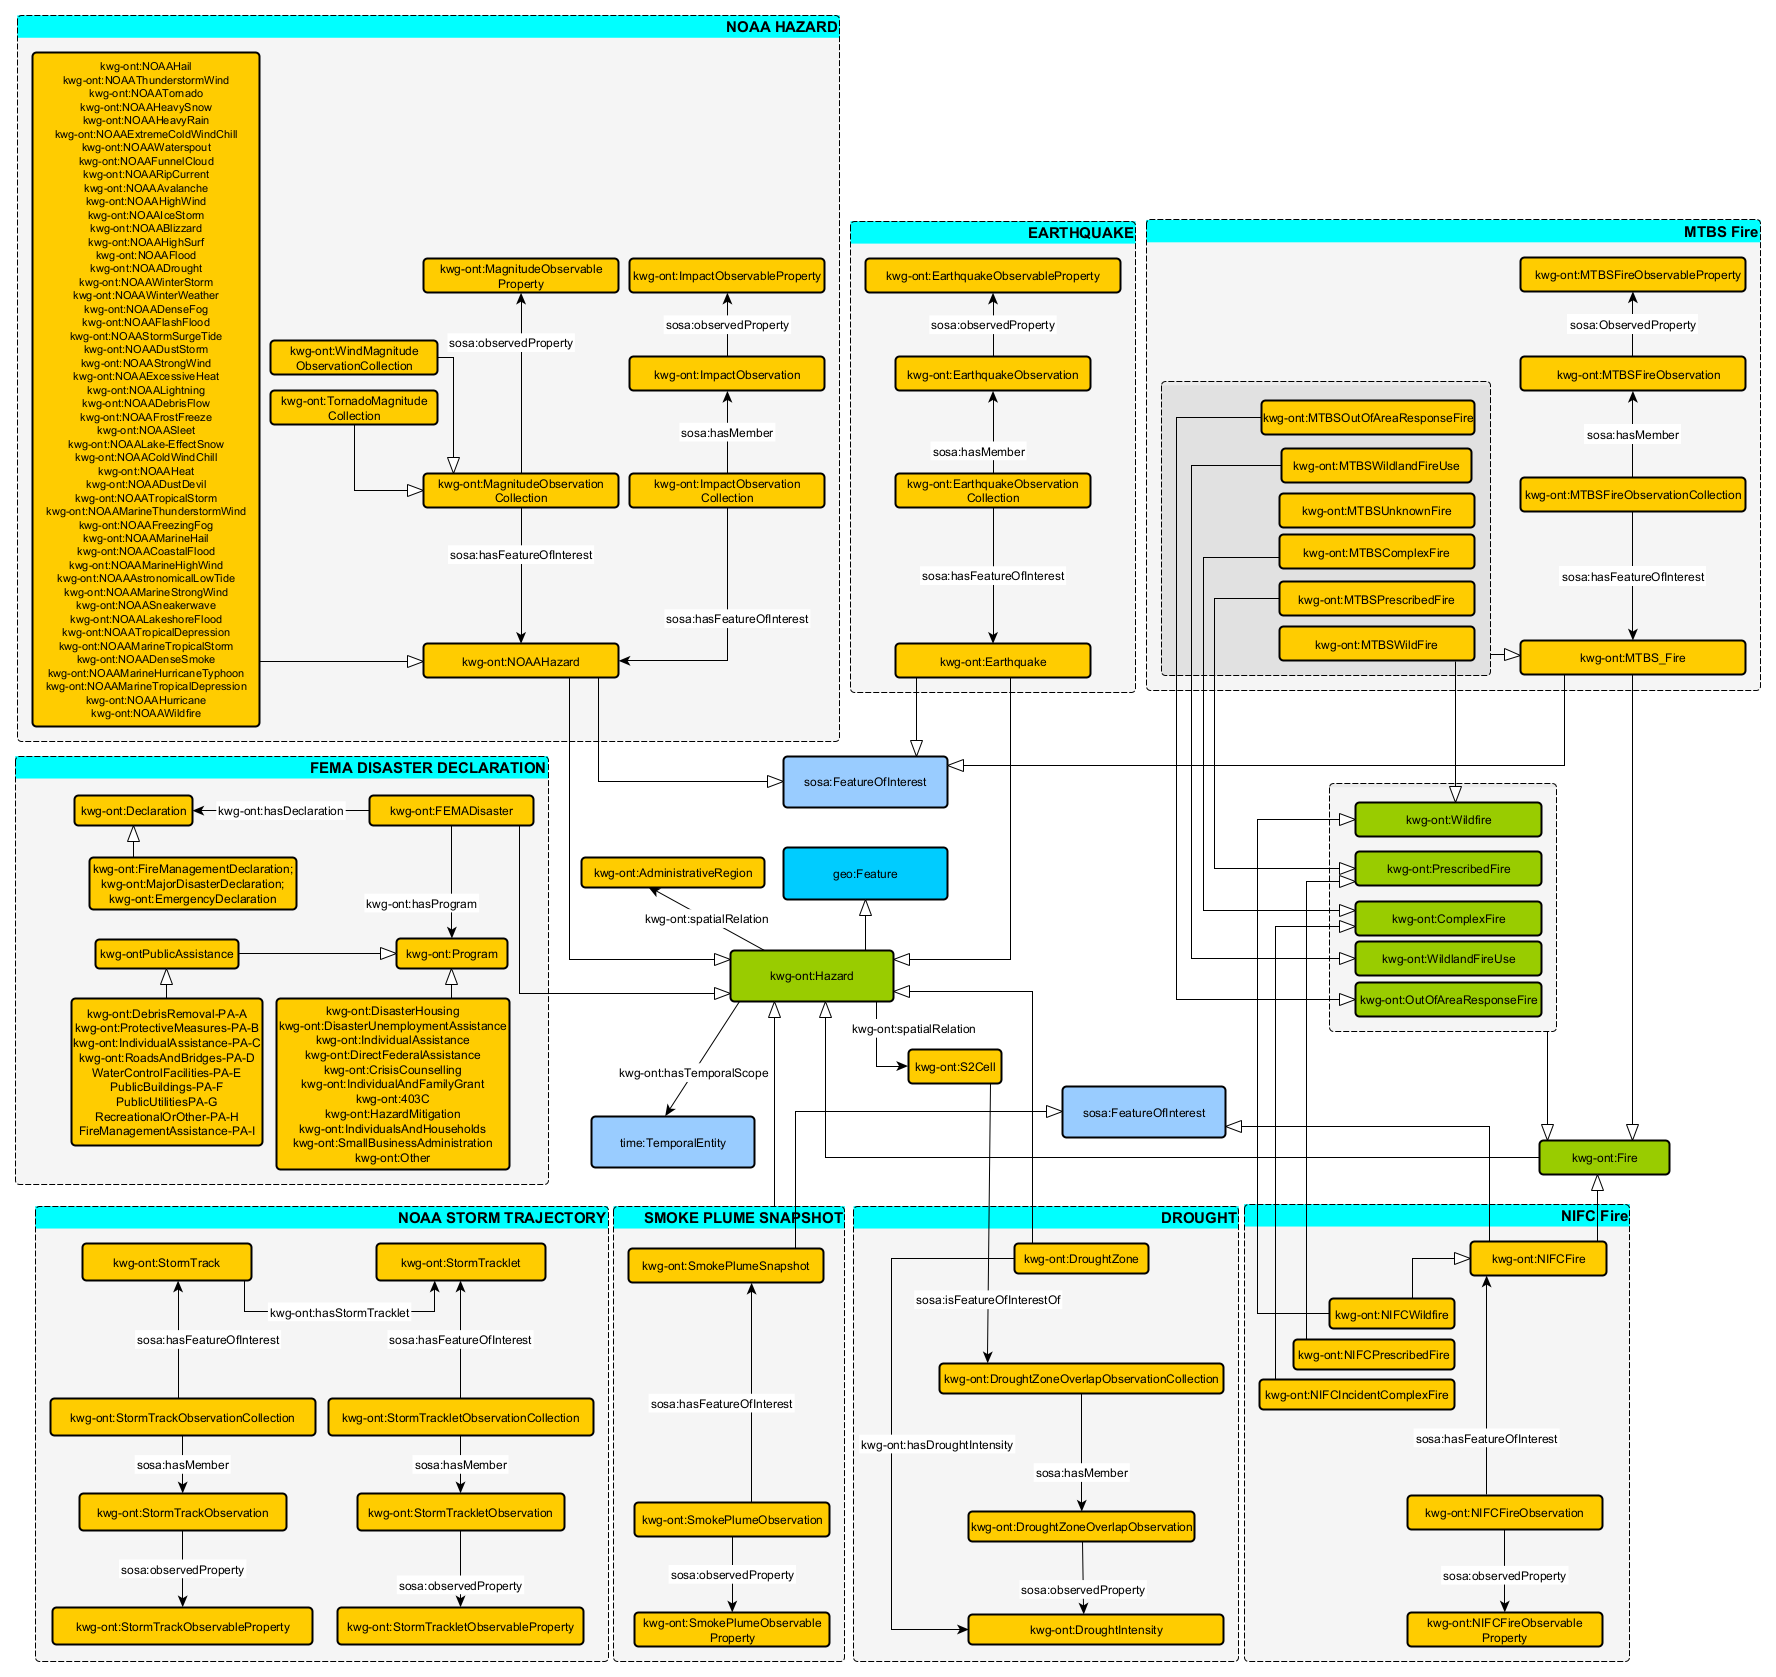 NOAA HAZARD
kwg-ont:NOAAHail
kwg-ont:NOAAThunderstormWind
kwg-ont:NOAATornado
kwg-ont:NOAAHeavySnow
kwg-ont:NOAAHeavyRain
kwg-ont:NOAAExtremeColdWindChill
kwg-ont:NOAAWaterspout
kwg-ont:NOAAFunnelCloud
kwg-ont:NOAARipCurrent
kwg-ont:NOAAAvalanche
kwg-ont:NOAAHighWind
kwg-ont:NOAAIceStorm
kwg-ont:NOAABlizzard
kwg-ont:NOAAHighSurf
kwg-ont:NOAAFlood
kwg-ont:NOAADrought
kwg-ont:NOAAWinterStorm
kwg-ont:NOAAWinterWeather
kwg-ont:NOAADenseFog
kwg-ont:NOAAFlashFlood
kwg-ont:NOAAStormSurgeTide
kwg-ont:NOAADustStorm
kwg-ont:NOAAStrongWind
kwg-ont:NOAAExcessiveHeat
kwg-ont:NOAALightning
kwg-ont:NOAADebrisFlow
kwg-ont:NOAAFrostFreeze
kwg-ont:NOAASleet
kwg-ont:NOAALake-EffectSnow
kwg-ont:NOAAColdWindChill
kwg-ont:NOAAHeat
kwg-ont:NOAADustDevil
kwg-ont:NOAATropicalStorm
kwg-ont:NOAAMarineThunderstormWind
kwg-ont:NOAAFreezingFog
kwg-ont:NOAAMarineHail
kwg-ont:NOAACoastalFlood
kwg-ont:NOAAMarineHighWind
kwg-ont:NOAAAstronomicalLowTide
kwg-ont:NOAAMarineStrongWind
kwg-ont:NOAASneakerwave
kwg-ont:NOAALakeshoreFlood
kwg-ont:NOAATropicalDepression
kwg-ont:NOAAMarineTropicalStorm
kwg-ont:NOAADenseSmoke
kwg-ont:NOAAMarineHurricaneTyphoon
kwg-ont:NOAAMarineTropicalDepression
kwg-ont:NOAAHurricane
kwg-ont:NOAAWildfire
kwg-ont:MagnitudeObservable
Property
kwg-ont:ImpactObservableProperty
sosa:observedProperty
sosa:observedProperty
kwg-ont:WindMagnitude
ObservationCollection
kwg-ont:TornadoMagnitude
Collection
kwg-ont:ImpactObservation
sosa:hasMember
kwg-ont:MagnitudeObservation
Collection
kwg-ont:ImpactObservation
Collection
sosa:hasFeatureOfInterest
sosa:hasFeatureOfInterest
kwg-ont:NOAAHazard
EARTHQUAKE
kwg-ont:EarthquakeObservableProperty
sosa:observedProperty
kwg-ont:EarthquakeObservation
sosa:hasMember
kwg-ont:EarthquakeObservation
Collection
sosa:hasFeatureOfInterest
kwg-ont:Earthquake
MTBS Fire
kwg-ont:MTBSFireObservableProperty
sosa:ObservedProperty
kwg-ont:MTBSFireObservation
sosa:hasMember
kwg-ont:MTBSFireObservationCollection
sosa:hasFeatureOfInterest
kwg-ont:MTBS_Fire
kwg-ont:MTBSOutOfAreaResponseFire
kwg-ont:MTBSWildlandFireUse
kwg-ont:MTBSUnknownFire
kwg-ont:MTBSComplexFire
kwg-ont:MTBSPrescribedFire
kwg-ont:MTBSWildFire
FEMA DISASTER DECLARATION
kwg-ont:Declaration
kwg-ont:hasDeclaration
kwg-ont:FEMADisaster
kwg-ont:FireManagementDeclaration;
kwg-ont:MajorDisasterDeclaration;
kwg-ont:EmergencyDeclaration
kwg-ont:hasProgram
kwg-ontPublicAssistance
kwg-ont:Program
kwg-ont:DebrisRemoval-PA-A
kwg-ont:ProtectiveMeasures-PA-B
kwg-ont:IndividualAssistance-PA-C
kwg-ont:RoadsAndBridges-PA-D
WaterControlFacilities-PA-E
PublicBuildings-PA-F
PublicUtilitiesPA-G
RecreationalOrOther-PA-H
FireManagementAssistance-PA-I
kwg-ont:DisasterHousing
kwg-ont:DisasterUnemploymentAssistance
kwg-ont:IndividualAssistance
kwg-ont:DirectFederalAssistance
kwg-ont:CrisisCounselling
kwg-ont:IndividualAndFamilyGrant
kwg-ont:403C
kwg-ont:HazardMitigation
kwg-ont:IndividualsAndHouseholds
kwg-ont:SmallBusinessAdministration
kwg-ont:Other
sosa:FeatureOfInterest
kwg-ont:AdministrativeRegion
geo:Feature
kwg-ont:spatialRelation
kwg-ont:Hazard
kwg-ont:spatialRelation
kwg-ont:hasTemporalScope
kwg-ont:S2Cell
time:TemporalEntity
sosa:FeatureOfInterest
kwg-ont:Wildfire
kwg-ont:PrescribedFire
kwg-ont:ComplexFire
kwg-ont:WildlandFireUse
kwg-ont:OutOfAreaResponseFire
kwg-ont:Fire
NOAA STORM TRAJECTORY
kwg-ont:StormTrack
kwg-ont:StormTracklet
kwg-ont:hasStormTracklet
sosa:hasFeatureOfInterest
sosa:hasFeatureOfInterest
kwg-ont:StormTrackObservationCollection
kwg-ont:StormTrackletObservationCollection
sosa:hasMember
sosa:hasMember
kwg-ont:StormTrackObservation
kwg-ont:StormTrackletObservation
sosa:observedProperty
sosa:observedProperty
kwg-ont:StormTrackObservableProperty
kwg-ont:StormTrackletObservableProperty
SMOKE PLUME SNAPSHOT
kwg-ont:SmokePlumeSnapshot
sosa:hasFeatureOfInterest
kwg-ont:SmokePlumeObservation
sosa:observedProperty
kwg-ont:SmokePlumeObservable
Property
DROUGHT
kwg-ont:DroughtZone
sosa:isFeatureOfInterestOf
kwg-ont:DroughtZoneOverlapObservationCollection
kwg-ont:hasDroughtIntensity
sosa:hasMember
kwg-ont:DroughtZoneOverlapObservation
sosa:observedProperty
kwg-ont:DroughtIntensity
NIFC Fire
kwg-ont:NIFCFire
kwg-ont:NIFCWildfire
kwg-ont:NIFCPrescribedFire
kwg-ont:NIFCIncidentComplexFire
sosa:hasFeatureOfInterest
kwg-ont:NIFCFireObservation
sosa:observedProperty
kwg-ont:NIFCFireObservable
Property